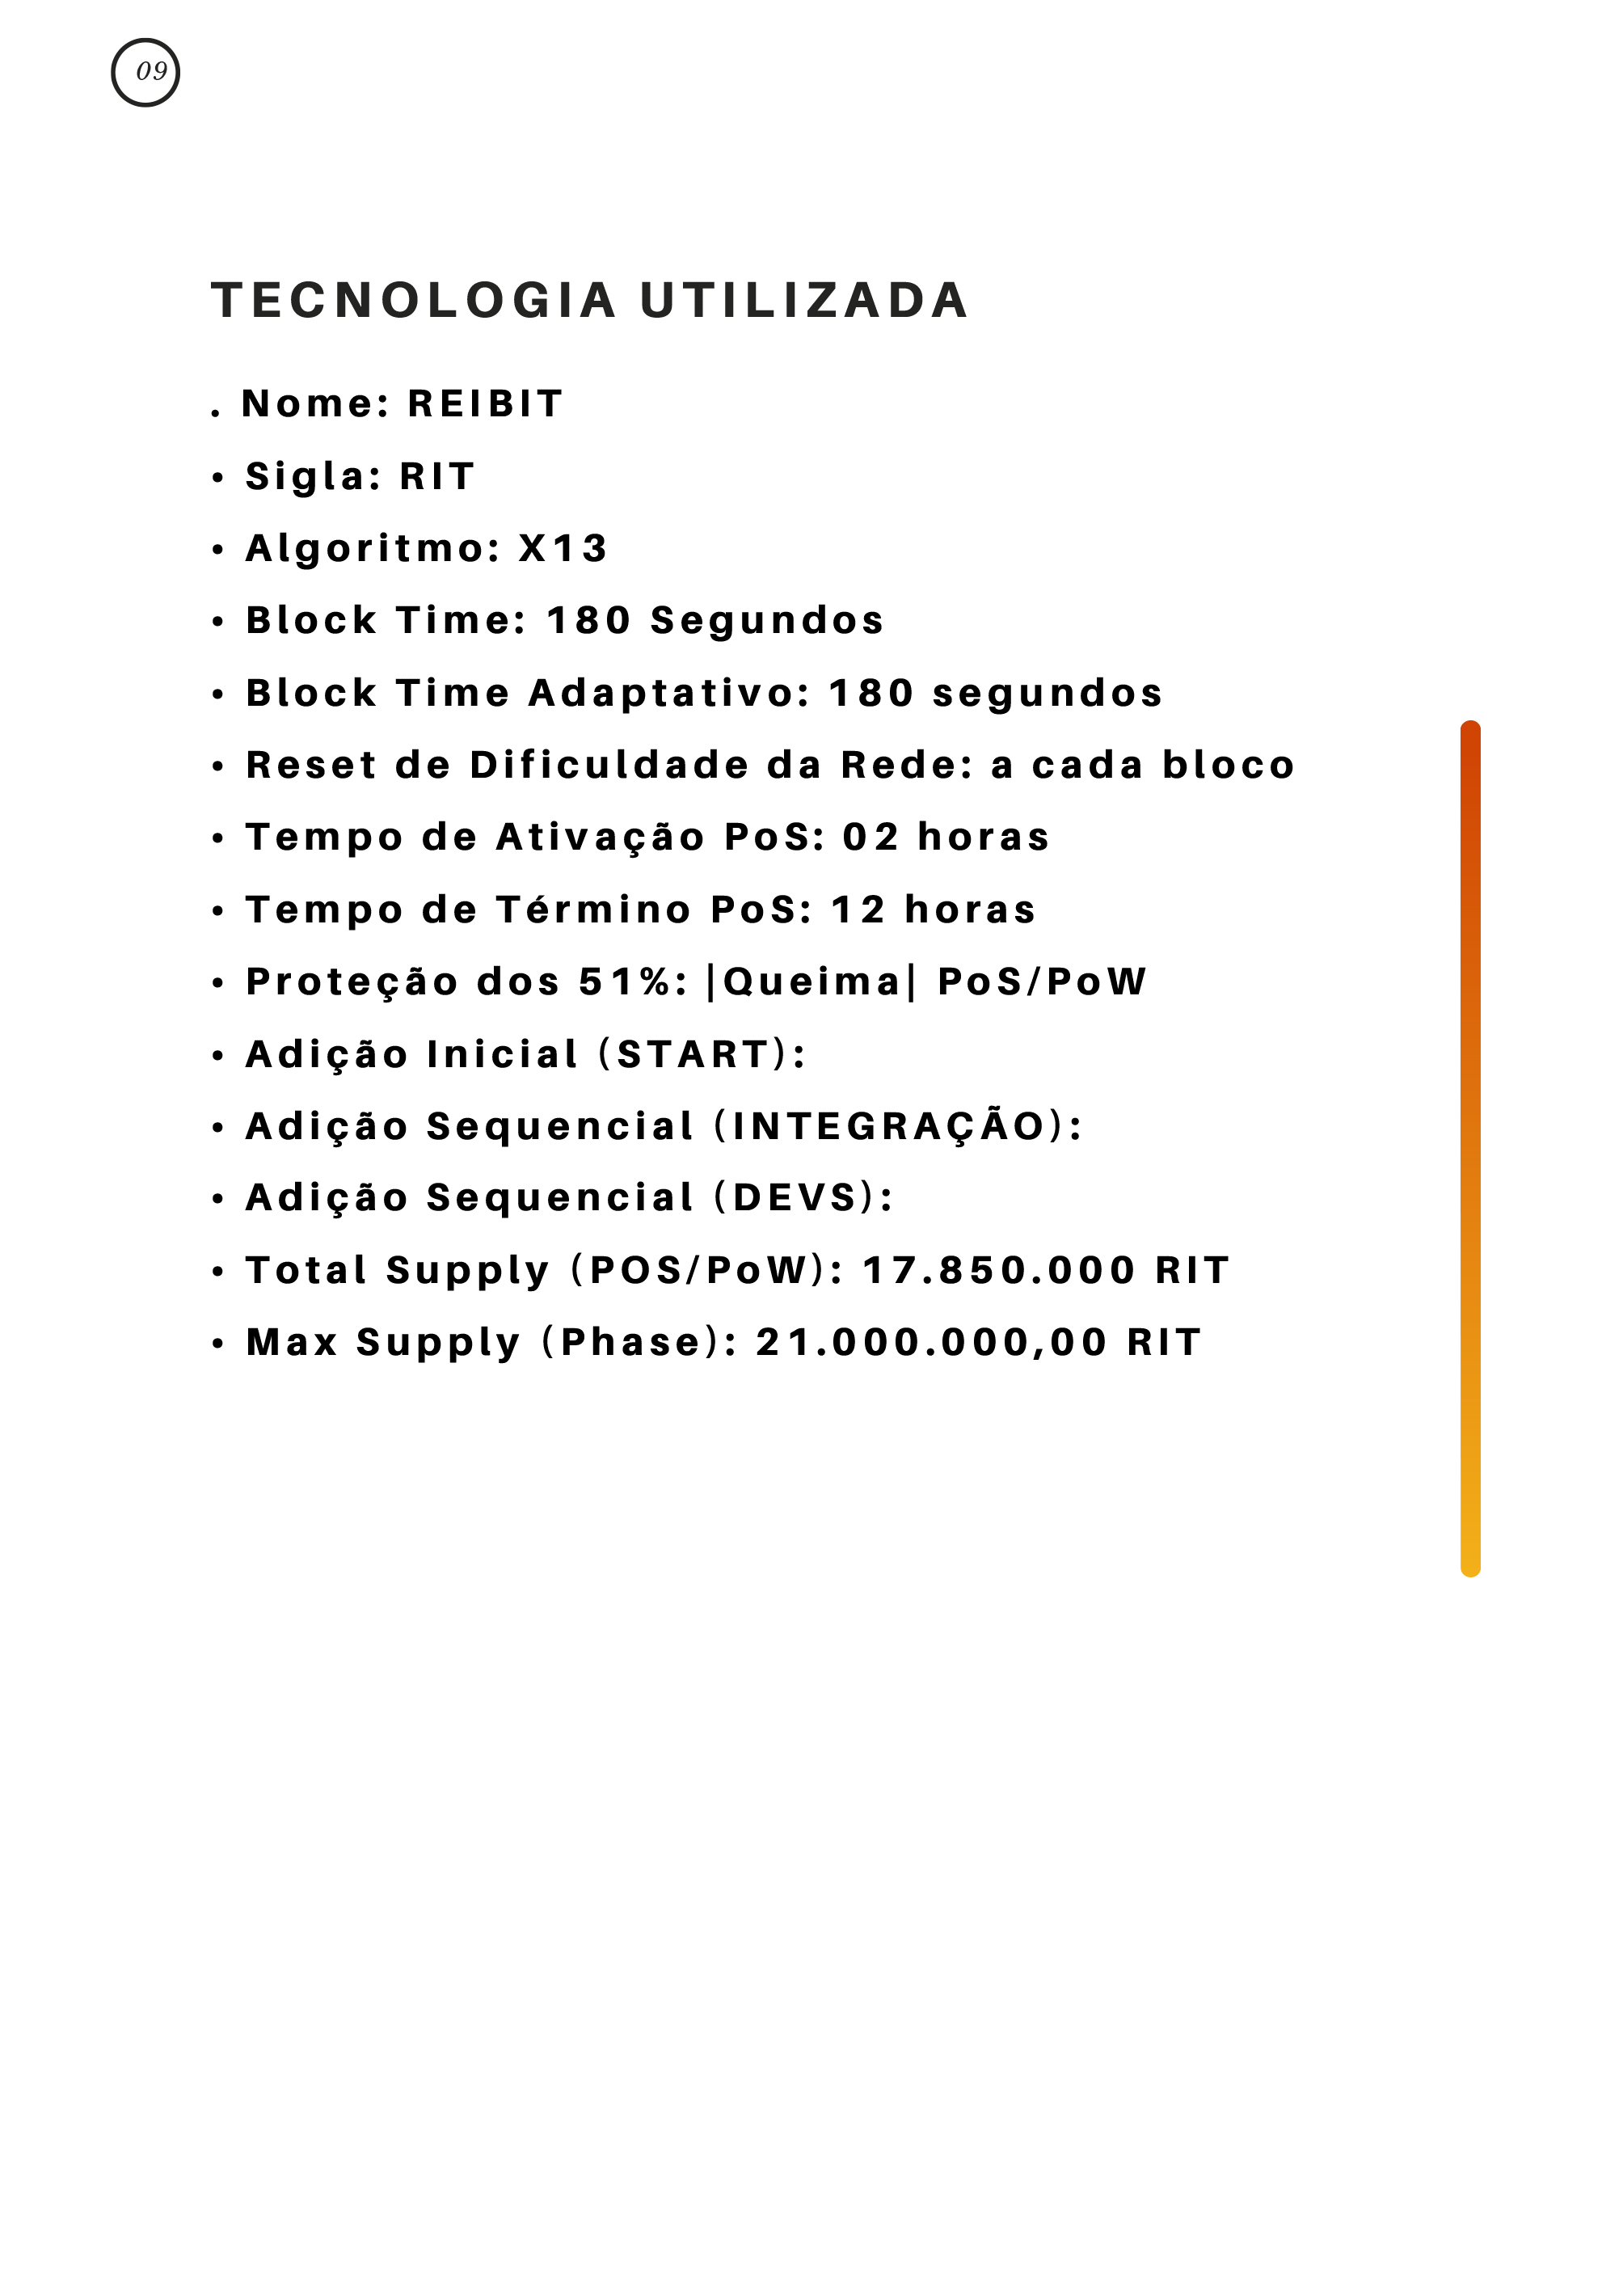 09
TECNOLOGIA UTILIZADA
. Nome: REIBIT
• Sigla: RIT
• Algoritmo: X13
• Block Time: 180 Segundos
• Block Time Adaptativo: 180 segundos
• Reset de Dificuldade da Rede: a cada bloco
• Tempo de Ativação PoS: 02 horas
• Tempo de Término PoS: 12 horas
• Proteção dos 51%: |Queima| PoS/PoW
• Adição Inicial (START):
• Adição Sequencial (INTEGRAÇÃO):
• Adição Sequencial (DEVS):
• Total Supply (POS/PoW): 17.850.000 RIT
• Max Supply (Phase): 21.000.000,00 RIT